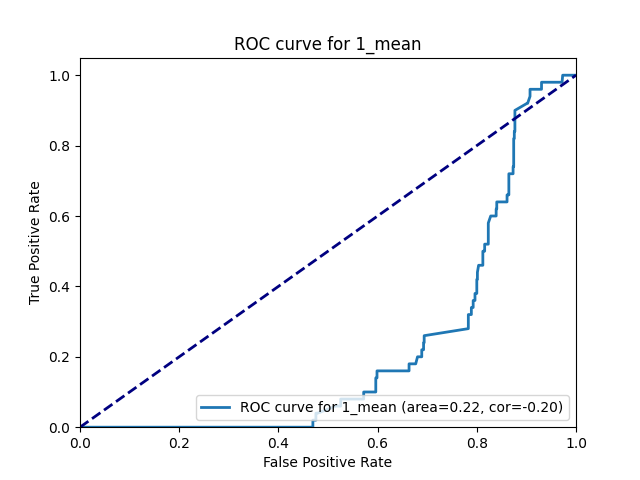 ROC curve for 1_mean
True Positive Rate
1.0
0.8
0.6
0.4
0.2
0.0
ROC curve for 1_mean (area=0.22, cor=-0.20)
0.0 0.2 0.4 0.6 0.8 1.0
False Positive Rate